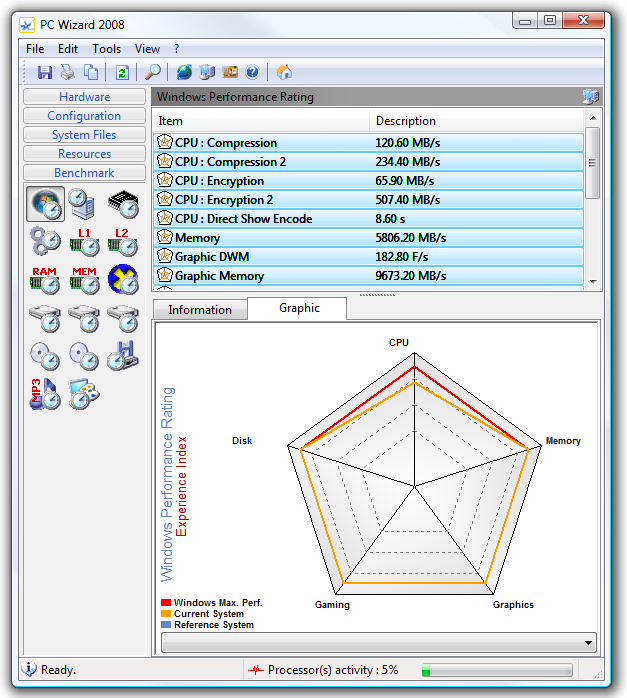 PC Wizard 2008
File Edit Tools View ?
Hardware
Configuration
System Files
Resources
Benchmark
L1 L2
RAM MEM
MP3
Windows Performance Rating
Item Description
CPU : Compression 120.60 MB/s
CPU : Compression 2 234.40 MB/s
CPU : Encryption 65.90 MB/s
CPU : Encryption 2 507.40 MB/s
CPU : Direct Show Encode 8.60 s
Memory 5806.20 MB/s
Graphic DWM 182.80 F/s
Graphic Memory 9673.20 MB/s
Information Graphic
CPU
Disk Memory
Windows Performance Rating
Experience Index
Gaming Graphics
Windows Max. Perf.
Current System
Reference System
Ready. Processor(s) activity : 5%